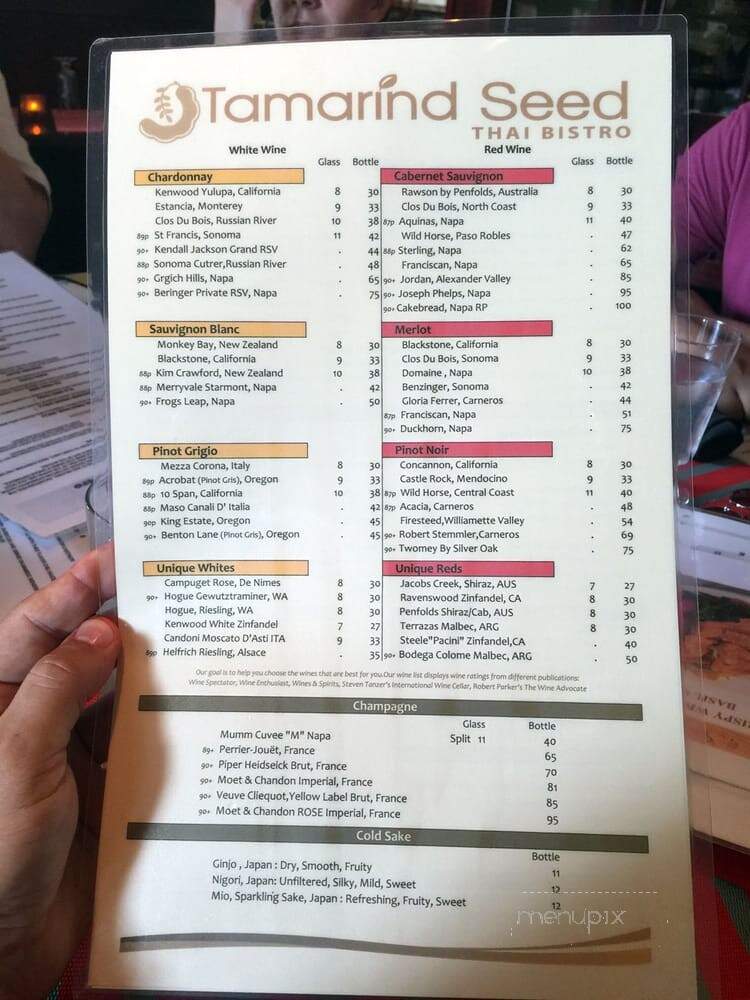 Tamarind Seed
THAI BISTRO
White Wine
Glass Bottle
Chardonnay
Kenwood Yulupa, California 8 30
Estancia, Monterey 9 33
Clos Du Bois, Russian River 10 38
89p St Francis, Sonoma 11 42
90+ Kendall Jackson Grand RSV . 44
88p Sonoma Cutrer,Russian River . 48
90+ Grgich Hills, Napa . 65
90+ Beringer Private RSV, Napa . 75
Sauvignon Blanc
Monkey Bay, New Zealand 8 30
Blackstone, California 9 33
88p Kim Crawford, New Zealand 10 38
88p Merryvale Starmont, Napa . 42
90+ Frogs Leap, Napa . 50
Pinot Grigio
Mezza Corona, Italy 8 30
89p Acrobat (Pinot Gris), Oregon 9 33
88p 10 Span, California 10 38
88p Maso Canali D' Italia . 42
90p King Estate, Oregon . 45
90+ Benton Lane (Pinot Gris), Oregon . 45
Unique Whites
Campuget Rose, De Nimes 8 30
90+ Hogue Gewutztraminer, WA 8 30
Hogue, Riesling, WA 8 30
Kenwood White Zinfandel 7 27
Candoni Moscato D'Asti ITA 9 33
89p Helfrich Riesling, Alsace . 35
Red Wine
Glass Bottle
Cabernet Sauvignon
Rawson by Penfolds, Australia 8 30
Clos Du Bois, North Coast 9 33
87p Aquinas, Napa 11 40
Wild Horse, Paso Robles . 47
88p Sterling, Napa . 62
Franciscan, Napa . 65
90+ Jordan, Alexander Valley . 85
90+ Joseph Phelps, Napa . 95
90+ Cakebread, Napa RP . 100
Merlot
Blackstone, California 8 30
Clos Du Bois, Sonoma 9 33
Domaine , Napa 10 38
Benzinger, Sonoma . 42
Gloria Ferrer, Carneros . 44
87p Franciscan, Napa . 51
90+ Duckhorn, Napa . 75
Pinot Noir
Concannon, California 8 30
Castle Rock, Mendocino 9 33
87p Wild Horse, Central Coast 11 40
87p Acacia, Carneros . 48
Firesteed,Williamette Valley . 54
90+ Robert Stemmler,Carneros . 69
90+ Twomey By Silver Oak . 75
Unique Reds
Jacobs Creek, Shiraz, AUS 7 27
Ravenswood Zinfandel, CA 8 30
Penfolds Shiraz/Cab, AUS 8 30
Terrazas Malbec, ARG 8 30
Steele"Pacini" Zinfandel,CA . 40
90+ Bodega Colome Malbec, ARG . 50
Our goal is to help you choose the wines that are best for you.Our wine list displays wine ratings from different publications:
Wine Spectator, Wine Enthusiast, Wines & Spirits, Steven Tanzer's International Wine Cellar, Robert Parker's The Wine Advocate
Champagne
Glass Bottle
Mumm Cuvee "M" Napa Split 11 40
89+ Perrier-Jouët, France 65
90+ Piper Heidseick Brut, France 70
90+ Moet & Chandon Imperial, France 81
90+ Veuve Clicquot,Yellow Label Brut, France 85
90+ Moet & Chandon ROSE Imperial, France 95
Cold Sake
Bottle
Ginjo , Japan : Dry, Smooth, Fruity 11
Nigori, Japan: Unfiltered, Silky, Mild, Sweet 12
Mio, Sparkling Sake, Japan : Refreshing, Fruity, Sweet 12
menupix